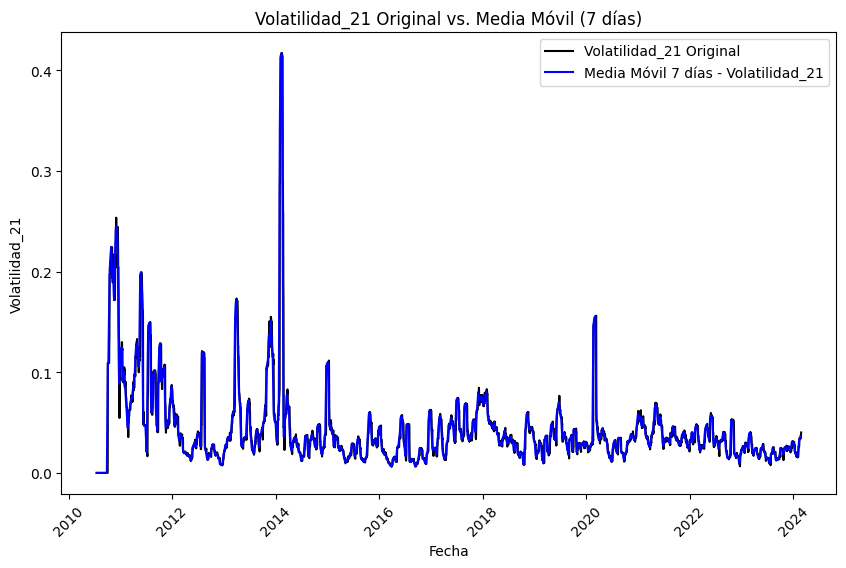 Volatilidad_21 Original vs. Media Móvil (7 días)
Volatilidad_21 Original
Media Móvil 7 días - Volatilidad_21
Volatilidad_21
0.4
0.3
0.2
0.1
0.0
2010
2012
2014
2016
2018
2020
2022
2024
Fecha